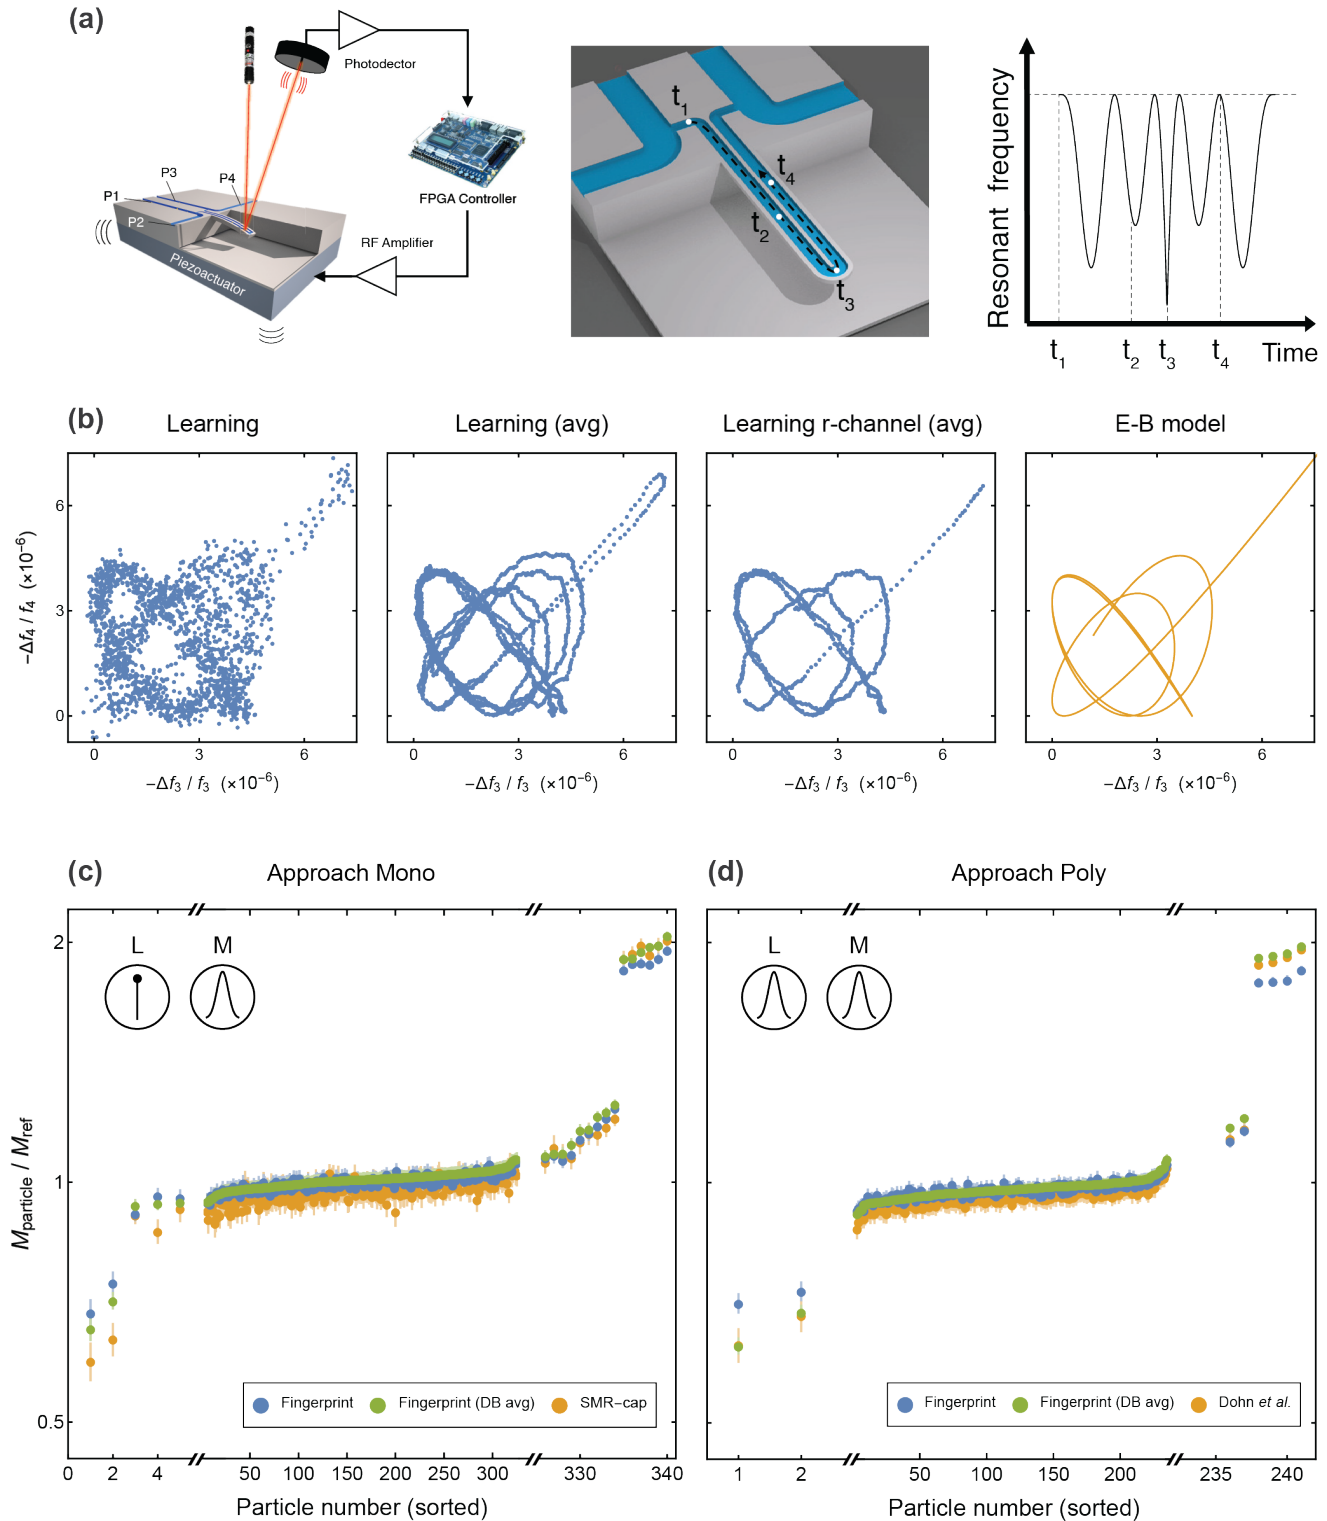 (a)
Photodector
FPGA Controller
RF Amplifier
P1
P3
P4
P2
Piezoactuator
t1
t4
t2
t3
Resonant frequency
t1 t2 t3 t4 Time
(b)
Learning
Learning (avg)
Learning r-channel (avg)
E-B model
−Δf4 / f4 (×10−6)
6
3
0
0 3 6
0 3 6
0 3 6
0 3 6
−Δf3 / f3 (×10−6)
−Δf3 / f3 (×10−6)
−Δf3 / f3 (×10−6)
−Δf3 / f3 (×10−6)
(c)
Approach Mono
L M
Mparticle / Mref
2
1
0.5
Fingerprint Fingerprint (DB avg) SMR−cap
0 2 4 50 100 150 200 250 300 330 340
Particle number (sorted)
(d)
Approach Poly
L M
Fingerprint Fingerprint (DB avg) Dohn et al.
1 2 50 100 150 200 235 240
Particle number (sorted)